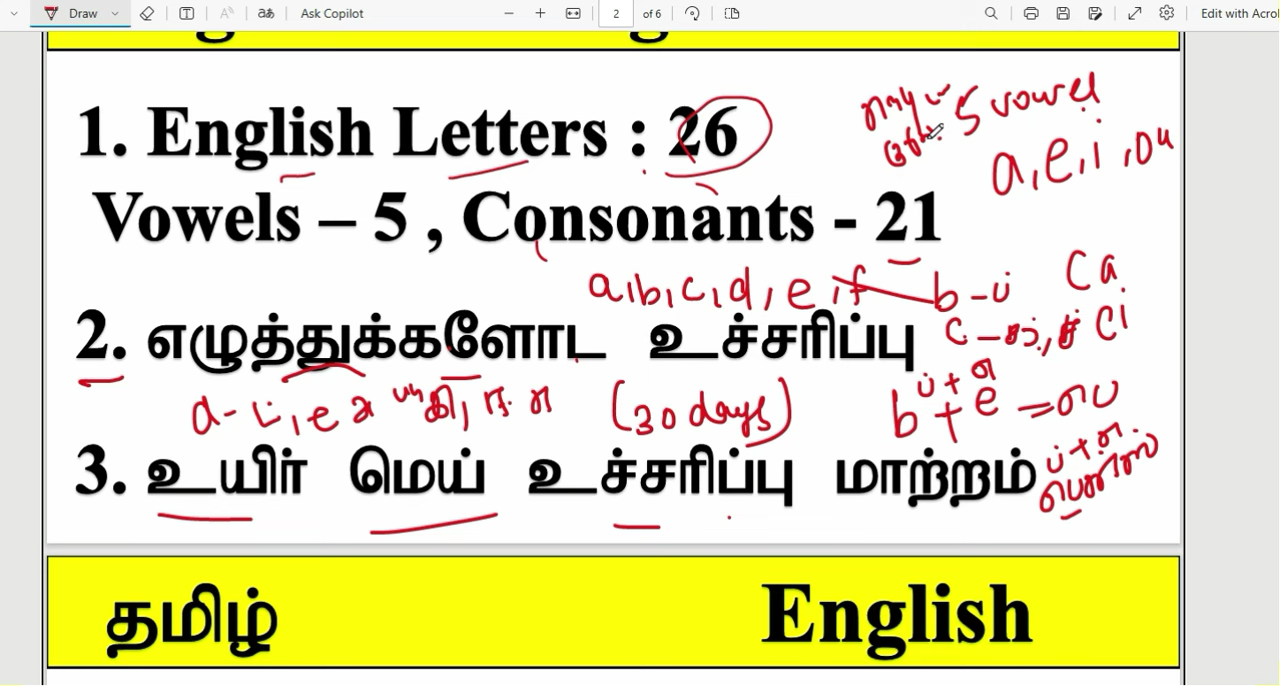 Draw
Ask Copilot
2 of 6
Edit with Acrob
1. English Letters : 26
5 vowel
a, e, i, o u
Vowels – 5 , Consonants - 21
a, b, c, d, e, f b - ப்
ca
2. எழுத்துக்களோட உச்சரிப்பு
ci
ப் + எ
(30 days) b + e = பெ
3. உயிர் மெய் உச்சரிப்பு மாற்றம்
ப் + எ
தமிழ் English